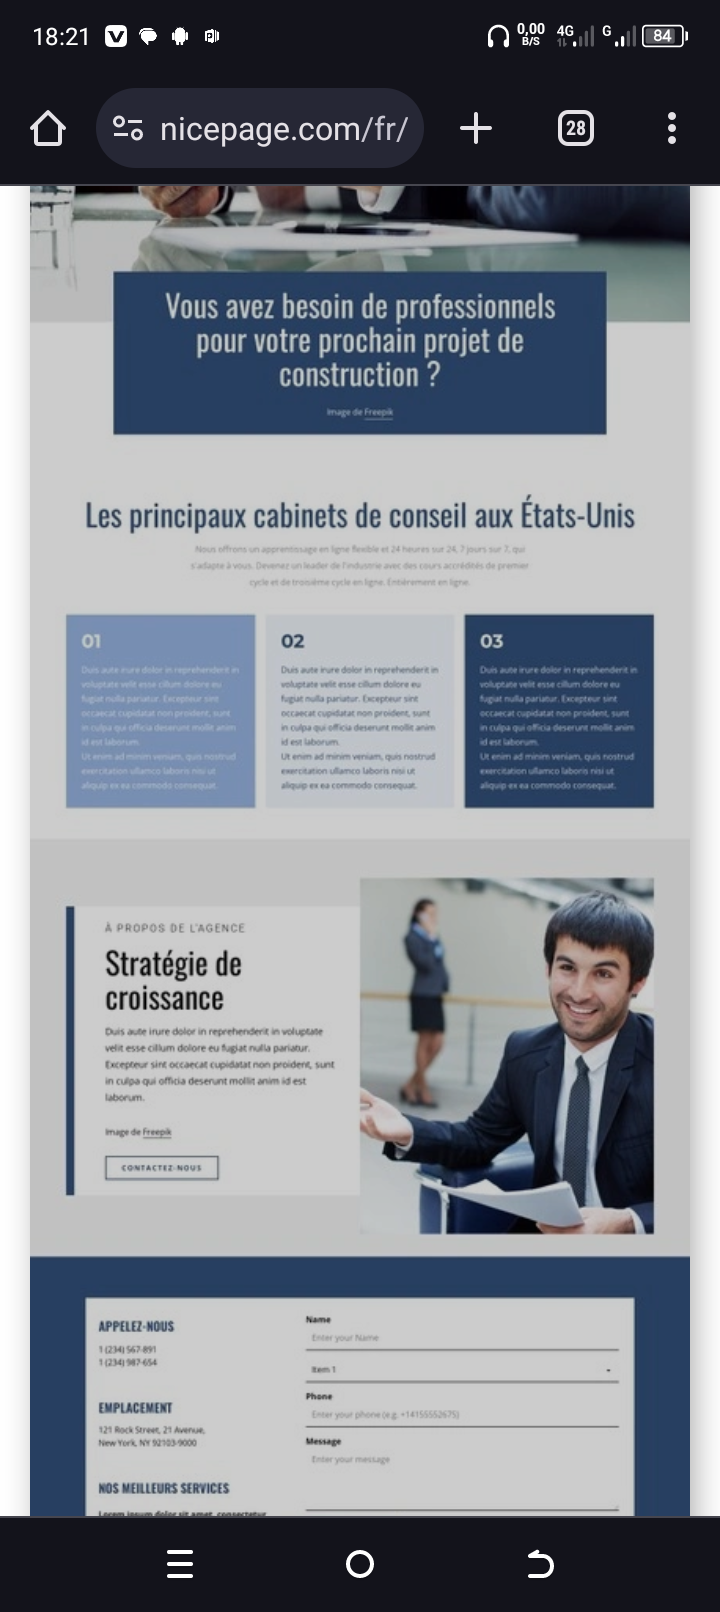 18:21
0,00
B/S
4G
G
84
nicepage.com/fr/
28
Vous avez besoin de professionnels
pour votre prochain projet de
construction ?
Image de Freepik
Les principaux cabinets de conseil aux États-Unis
Nous offrons un apprentissage en ligne flexible et 24 heures sur 24, 7 jours sur 7, qui
s'adapte à vous. Devenez un leader de l'industrie avec des cours accrédités de premier
cycle et de troisième cycle en ligne. Entièrement en ligne.
01
Duis aute irure dolor in reprehenderit in
voluptate velit esse cillum dolore eu
fugiat nulla pariatur. Excepteur sint
occaecat cupidatat non proident, sunt
in culpa qui officia deserunt mollit anim
id est laborum.
Ut enim ad minim veniam, quis nostrud
exercitation ullamco laboris nisi ut
aliquip ex ea commodo consequat.
02
Duis aute irure dolor in reprehenderit in
voluptate velit esse cillum dolore eu
fugiat nulla pariatur. Excepteur sint
occaecat cupidatat non proident, sunt
in culpa qui officia deserunt mollit anim
id est laborum.
Ut enim ad minim veniam, quis nostrud
exercitation ullamco laboris nisi ut
aliquip ex ea commodo consequat.
03
Duis aute irure dolor in reprehenderit in
voluptate velit esse cillum dolore eu
fugiat nulla pariatur. Excepteur sint
occaecat cupidatat non proident, sunt
in culpa qui officia deserunt mollit anim
id est laborum.
Ut enim ad minim veniam, quis nostrud
exercitation ullamco laboris nisi ut
aliquip ex ea commodo consequat.
À PROPOS DE L'AGENCE
Stratégie de
croissance
Duis aute irure dolor in reprehenderit in voluptate
velit esse cillum dolore eu fugiat nulla pariatur.
Excepteur sint occaecat cupidatat non proident, sunt
in culpa qui officia deserunt mollit anim id est
laborum.
Image de Freepik
CONTACTEZ-NOUS
APPELEZ-NOUS
1 (234) 567-891
1 (234) 987-654
EMPLACEMENT
121 Rock Street, 21 Avenue,
New York, NY 92103-9000
NOS MEILLEURS SERVICES
Lorem ipsum dolor sit amet, consectetur
Name
Enter your Name
Item 1
Phone
Enter your phone (e.g. +14155552675)
Message
Enter your message